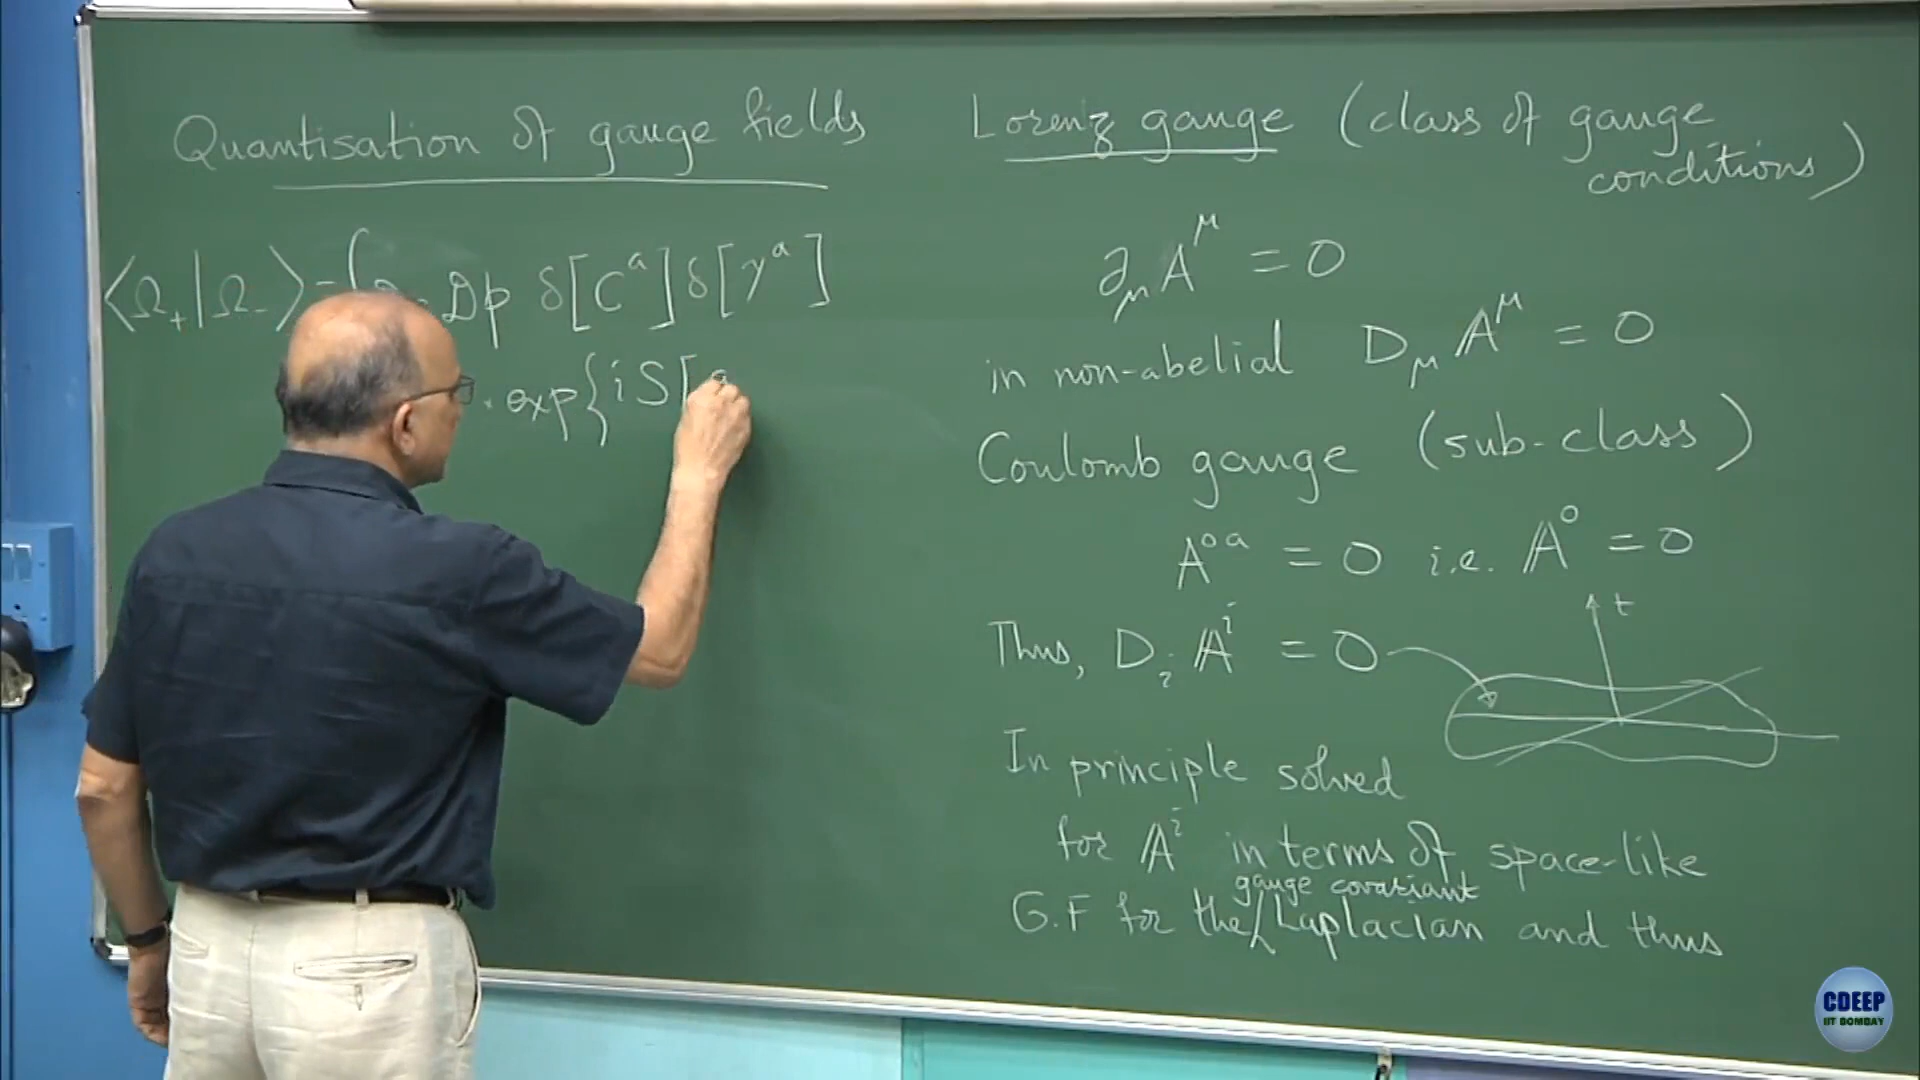 Quantisation of gauge fields
⟨Ω₊|Ω₋⟩ = ∫ 𝒟p δ[Cᵃ] δ[γᵃ]
· exp{iS[
Lorenz gauge (class of gauge
conditions)
∂_μ A^μ = 0
in non-abelial D_μ 𝔸^μ = 0
Coulomb gauge (sub-class)
A^{0a} = 0 i.e. 𝔸^0 = 0
t
Thus, D_i 𝔸^i = 0
In principle solved
for 𝔸^i in terms of space-like
gauge covariant
G.F for the Laplacian and thus
CDEEP
IIT BOMBAY